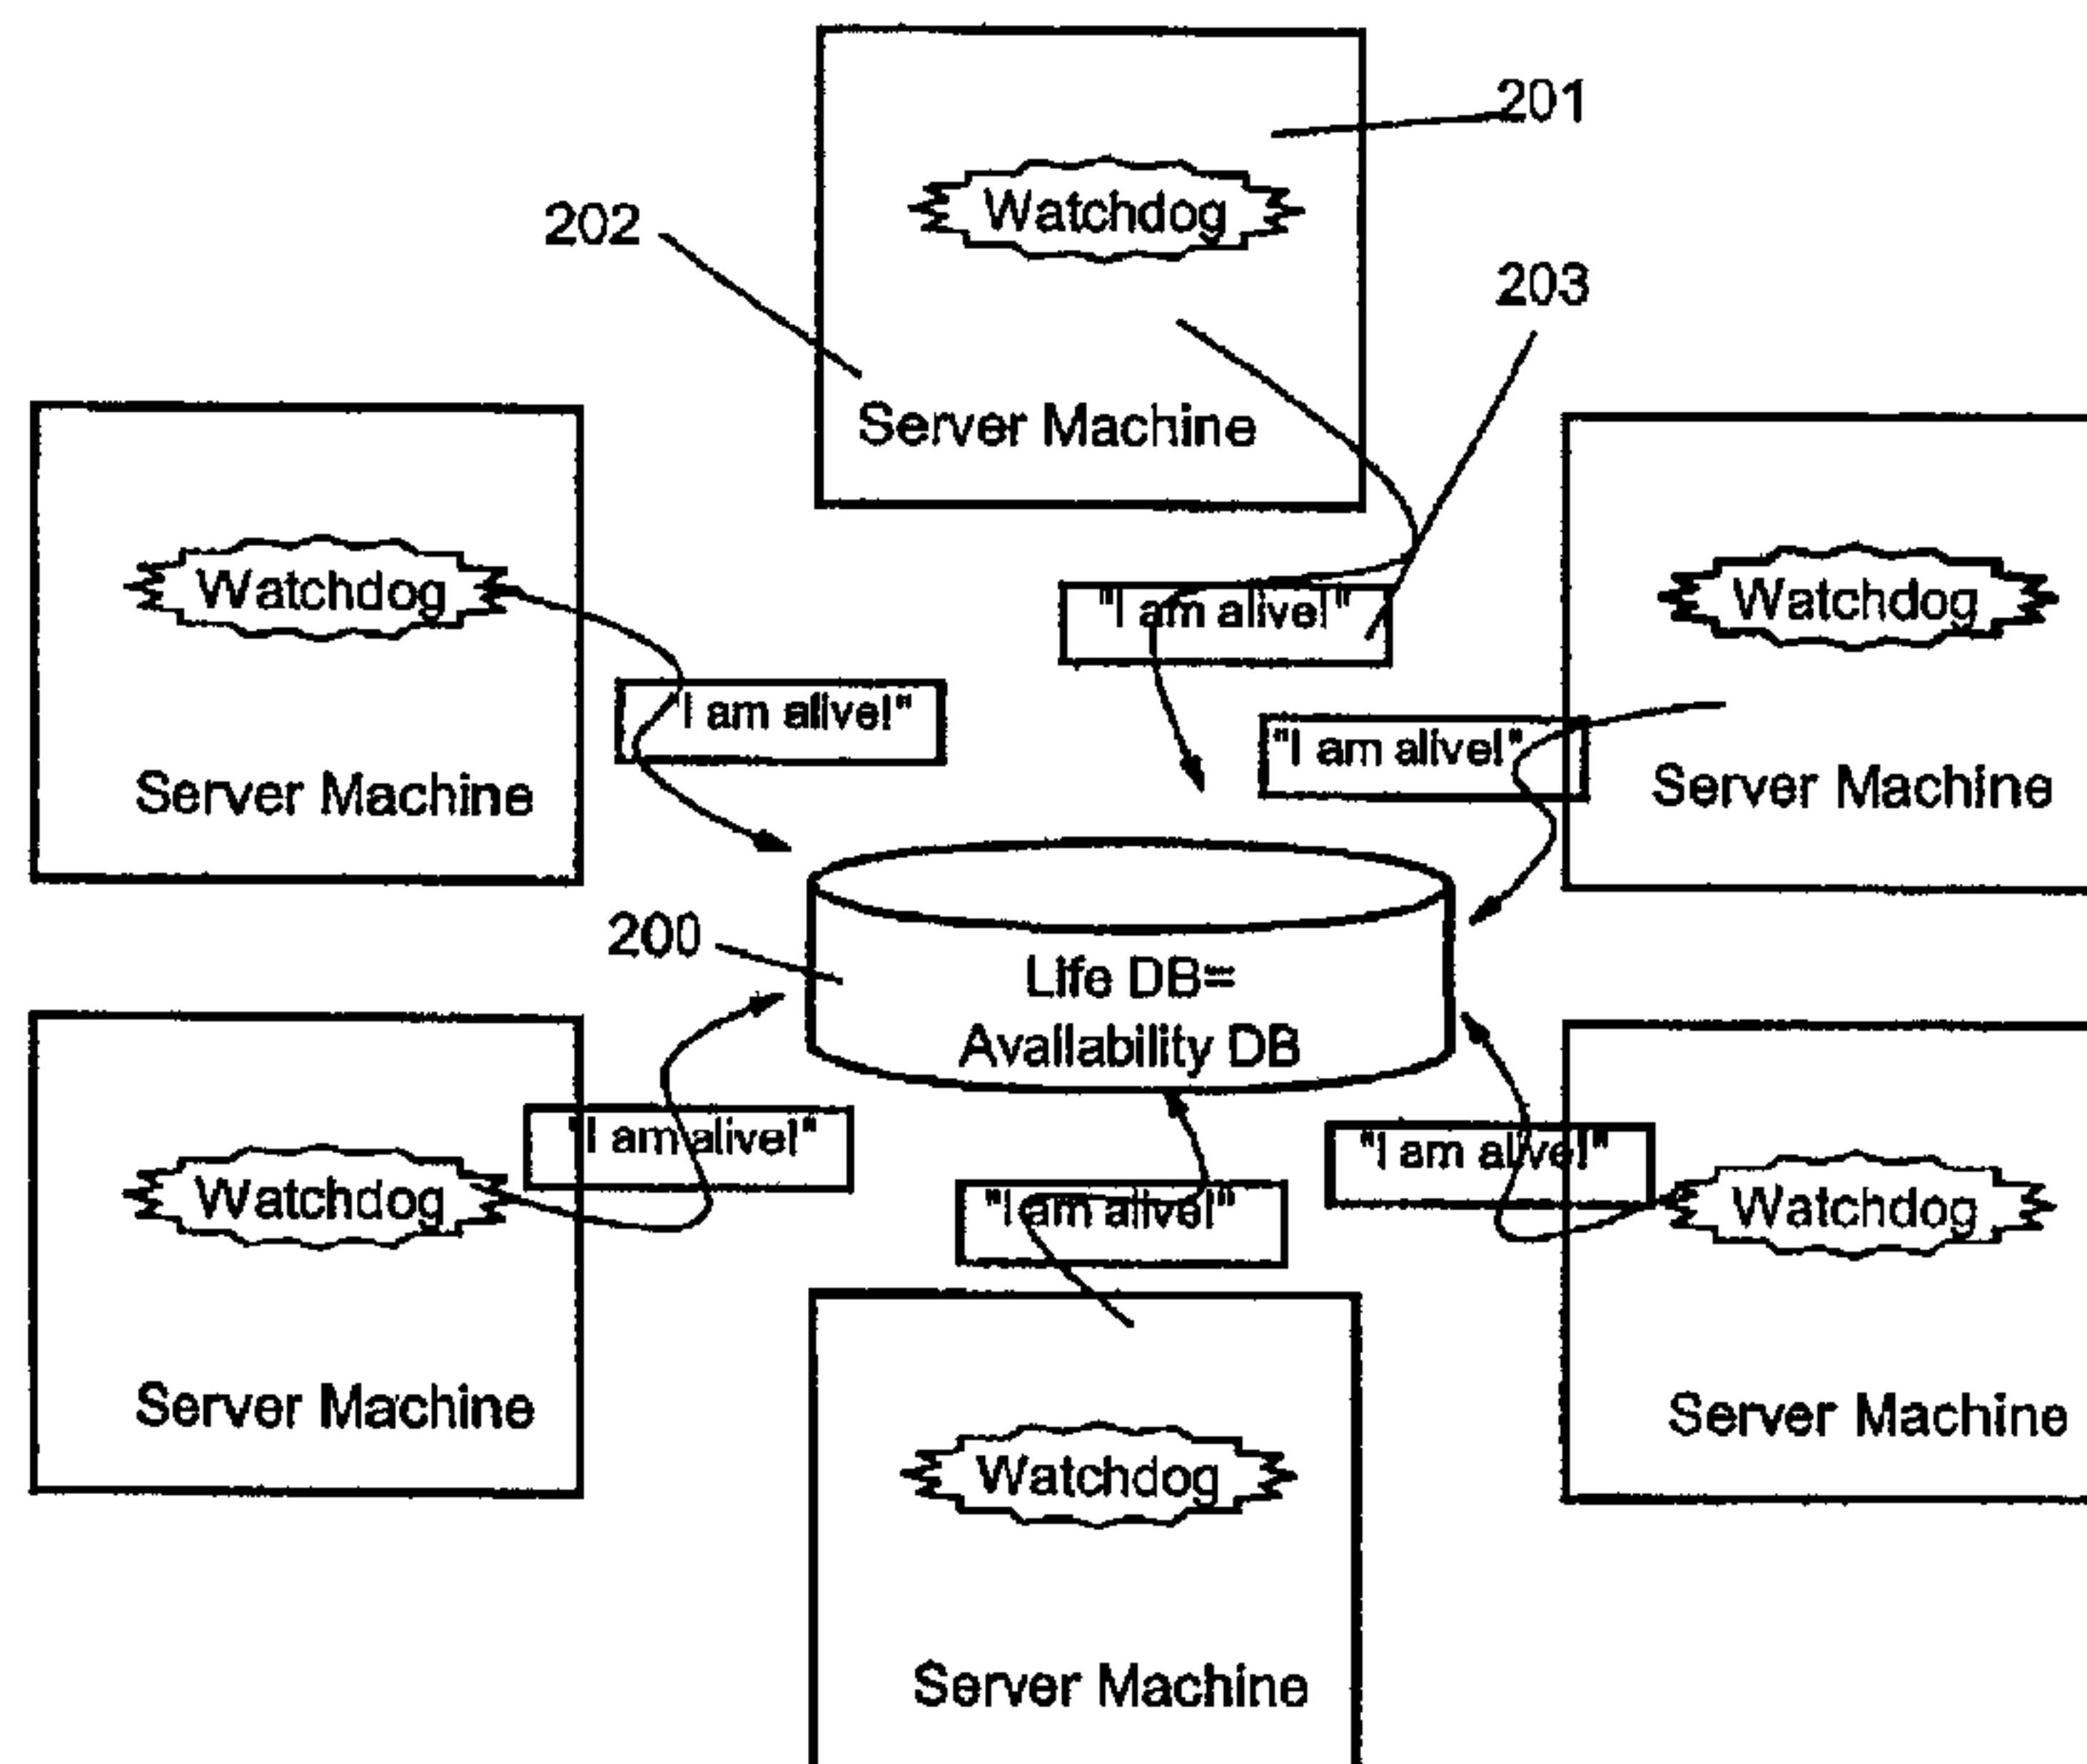 201
Watchdog
202
203
Server Machine
Watchdog
"I am alive!"
Watchdog
"I am alive!"
"I am alive!"
Server Machine
Server Machine
200
Life DB=
Availability DB
"I am alive!"
"I am alive!"
Watchdog
"I am alive!"
Watchdog
Server Machine
Server Machine
Watchdog
Server Machine